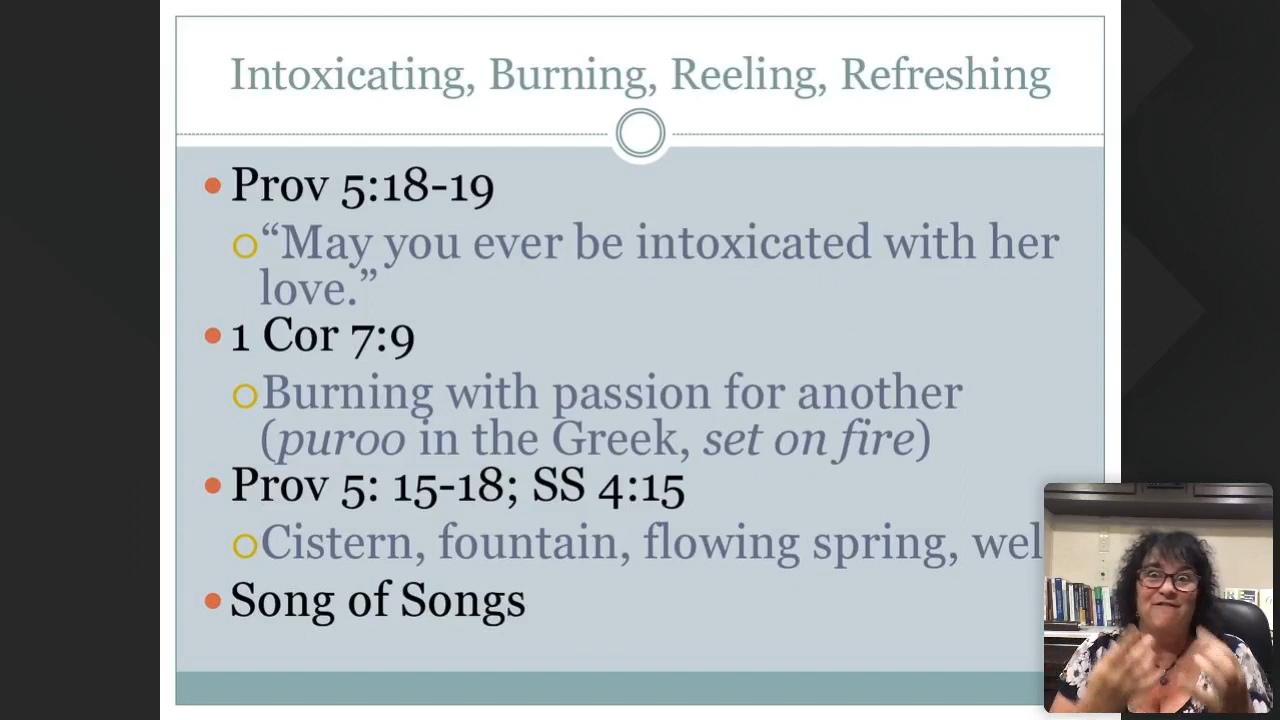 Intoxicating, Burning, Reeling, Refreshing
Prov 5:18-19
“May you ever be intoxicated with her
love.”
1 Cor 7:9
Burning with passion for another
(puroo in the Greek, set on fire)
Prov 5: 15-18; SS 4:15
Cistern, fountain, flowing spring,
Song of Songs